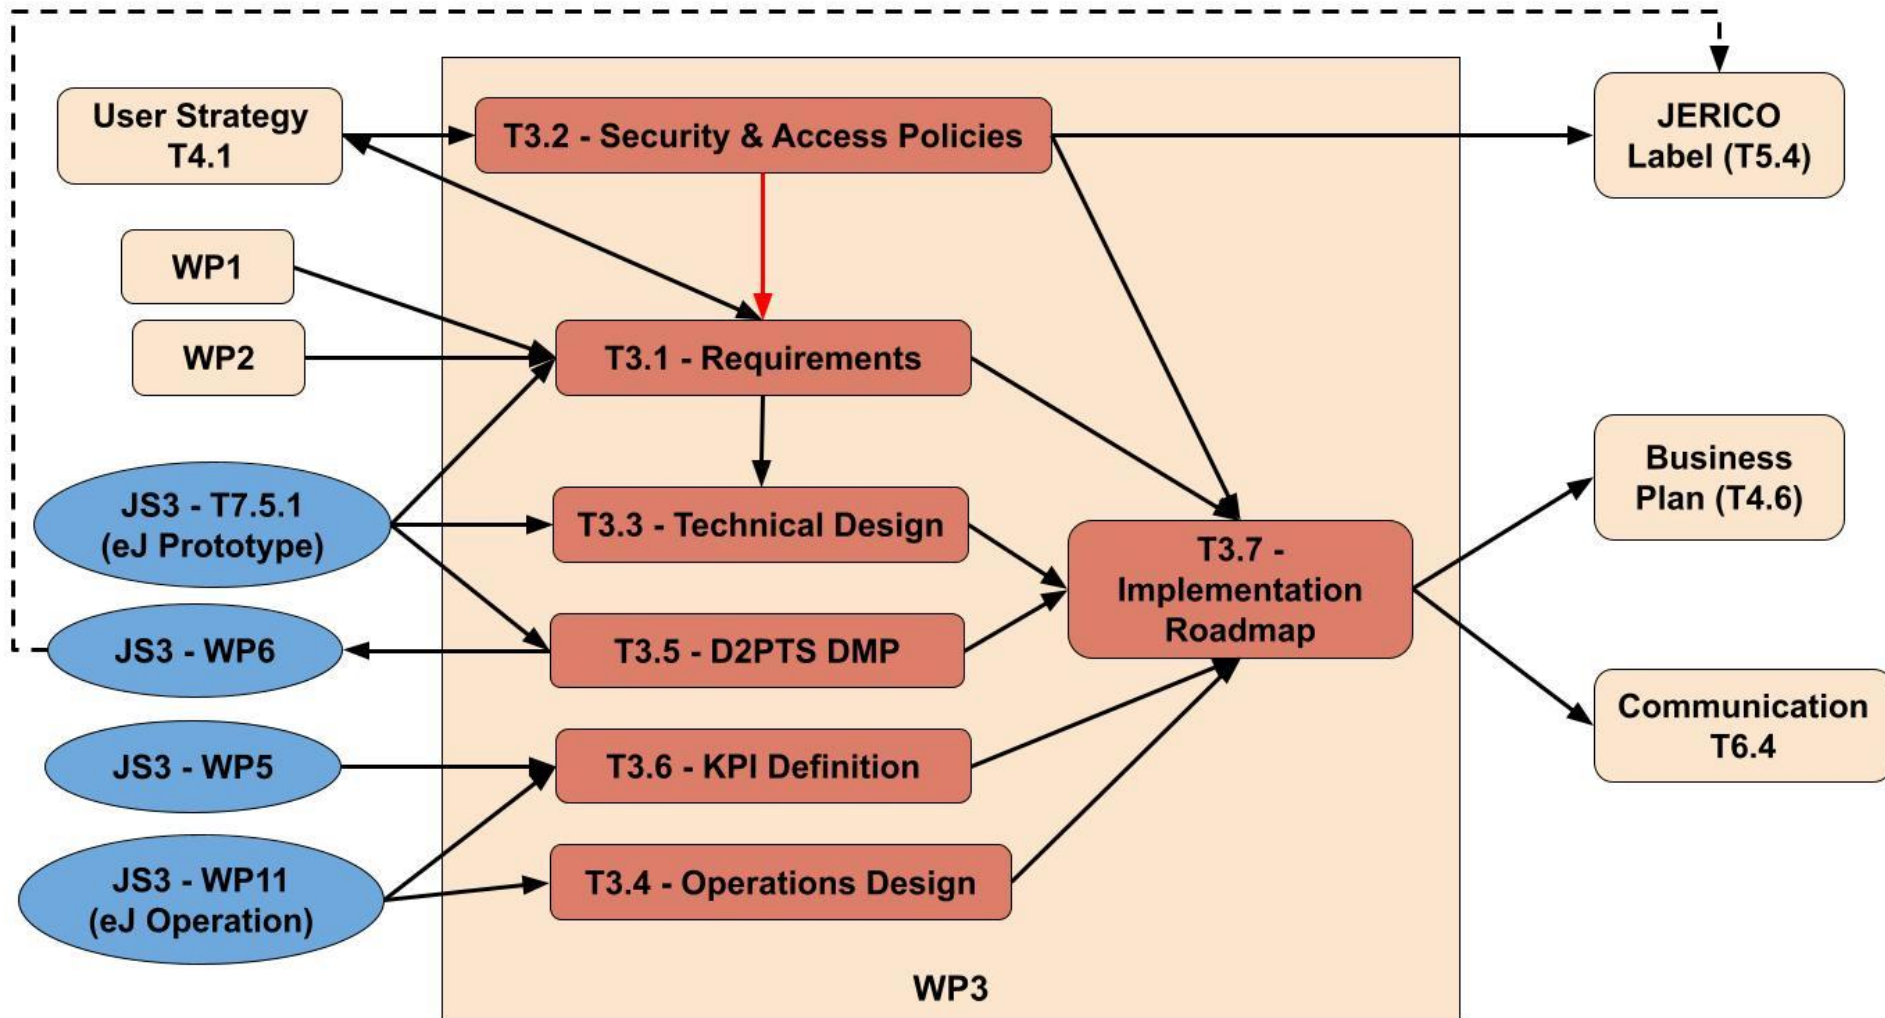 User Strategy
T4.1
T3.2 - Security & Access Policies
JERICO
Label (T5.4)
WP1
WP2
T3.1 - Requirements
JS3 - T7.5.1
(eJ Prototype)
T3.3 - Technical Design
T3.7 -
Implementation
Roadmap
Business
Plan (T4.6)
JS3 - WP6
T3.5 - D2PTS DMP
Communication
T6.4
JS3 - WP5
T3.6 - KPI Definition
JS3 - WP11
(eJ Operation)
T3.4 - Operations Design
WP3